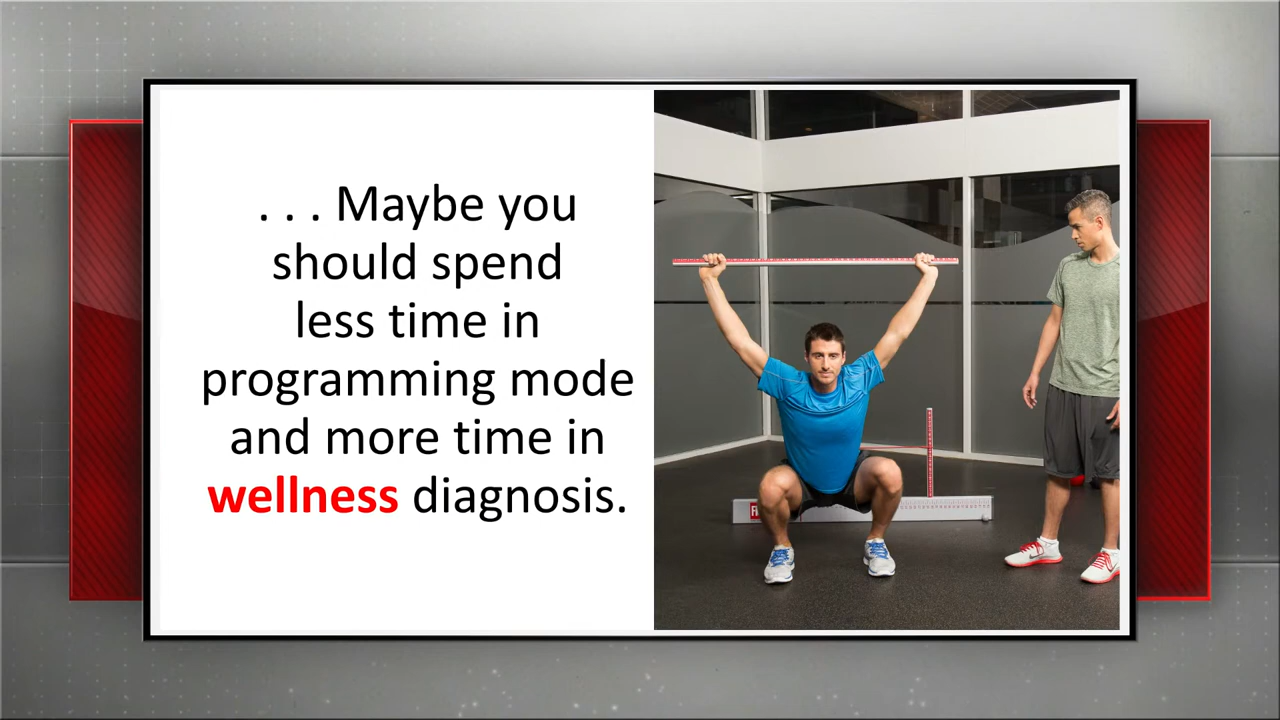 . . . Maybe you
should spend
less time in
programming mode
and more time in
wellness diagnosis.